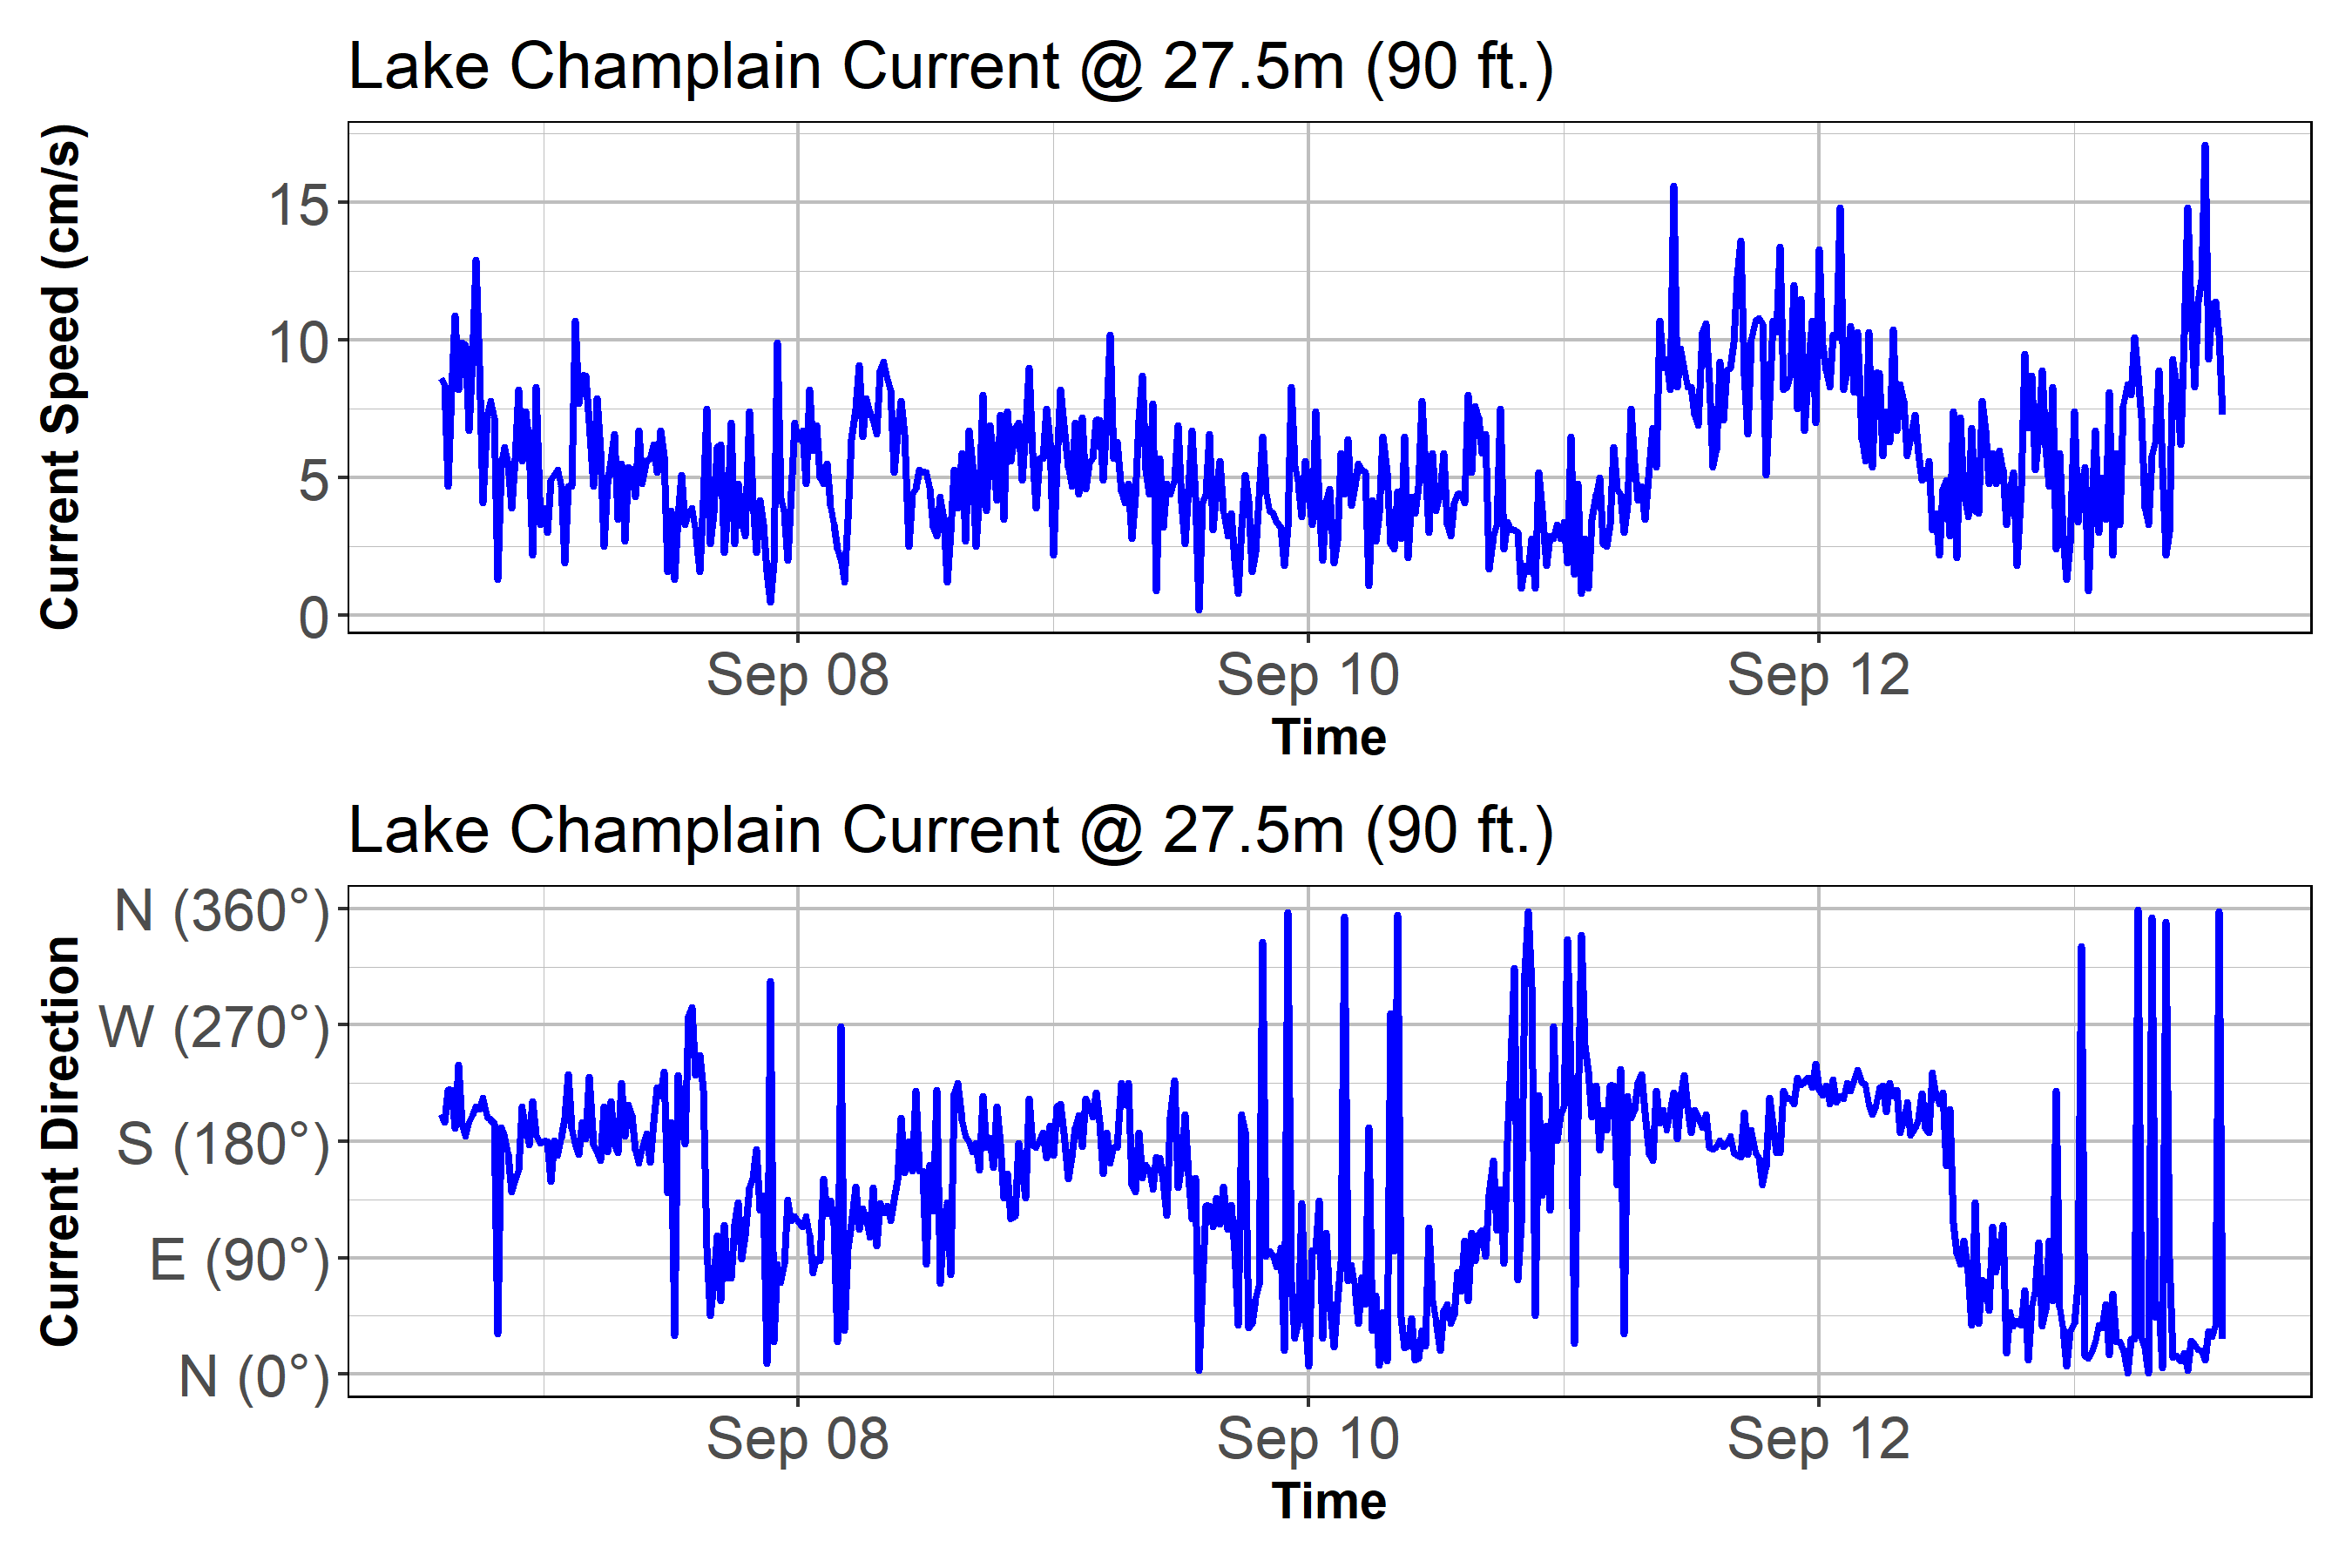 Lake Champlain Current @ 27.5m (90 ft.)
Current Speed (cm/s)
15
10
5
0
Sep 08 Sep 10 Sep 12
Time
Lake Champlain Current @ 27.5m (90 ft.)
Current Direction
N (360°)
W (270°)
S (180°)
E (90°)
N (0°)
Sep 08 Sep 10 Sep 12
Time